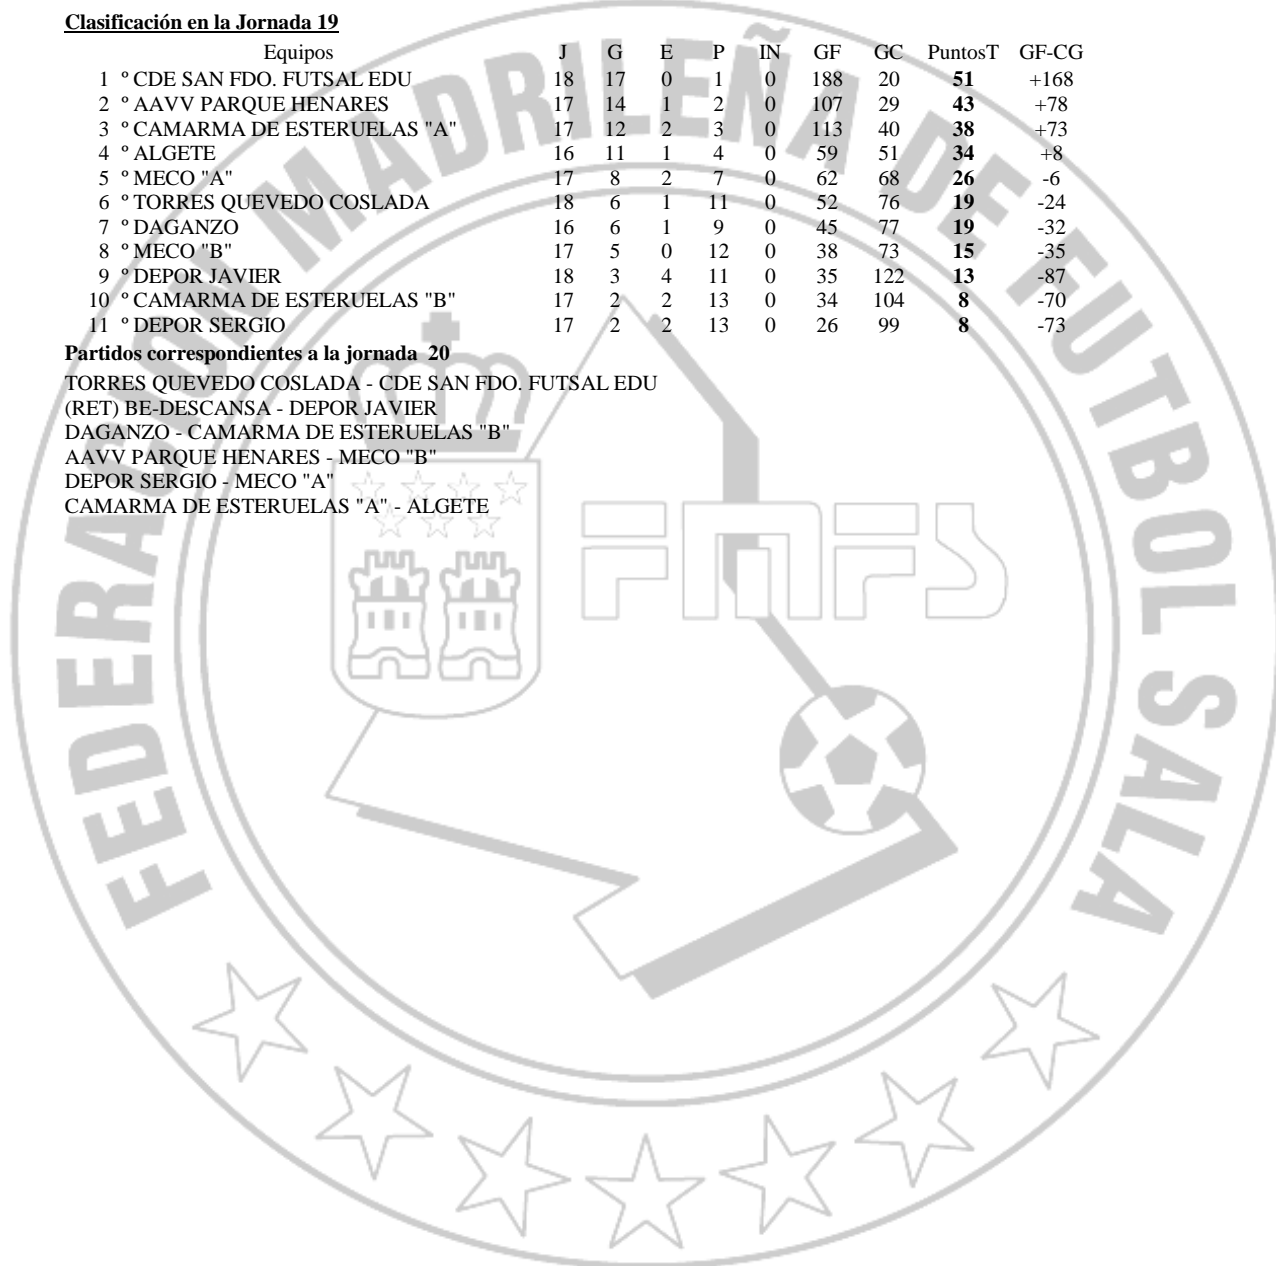 Clasificación en la Jornada 19
Equipos J G E P IN GF GC PuntosT GF-CG
1 º CDE SAN FDO. FUTSAL EDU 18 17 0 1 0 188 20 51 +168
2 º AAVV PARQUE HENARES 17 14 1 2 0 107 29 43 +78
3 º CAMARMA DE ESTERUELAS "A" 17 12 2 3 0 113 40 38 +73
4 º ALGETE 16 11 1 4 0 59 51 34 +8
5 º MECO "A" 17 8 2 7 0 62 68 26 -6
6 º TORRES QUEVEDO COSLADA 18 6 1 11 0 52 76 19 -24
7 º DAGANZO 16 6 1 9 0 45 77 19 -32
8 º MECO "B" 17 5 0 12 0 38 73 15 -35
9 º DEPOR JAVIER 18 3 4 11 0 35 122 13 -87
10 º CAMARMA DE ESTERUELAS "B" 17 2 2 13 0 34 104 8 -70
11 º DEPOR SERGIO 17 2 2 13 0 26 99 8 -73
Partidos correspondientes a la jornada 20
TORRES QUEVEDO COSLADA - CDE SAN FDO. FUTSAL EDU
(RET) BE-DESCANSA - DEPOR JAVIER
DAGANZO - CAMARMA DE ESTERUELAS "B"
AAVV PARQUE HENARES - MECO "B"
DEPOR SERGIO - MECO "A"
CAMARMA DE ESTERUELAS "A" - ALGETE
FEDERACION MADRILEÑA DE FUTBOL SALA
FMFS